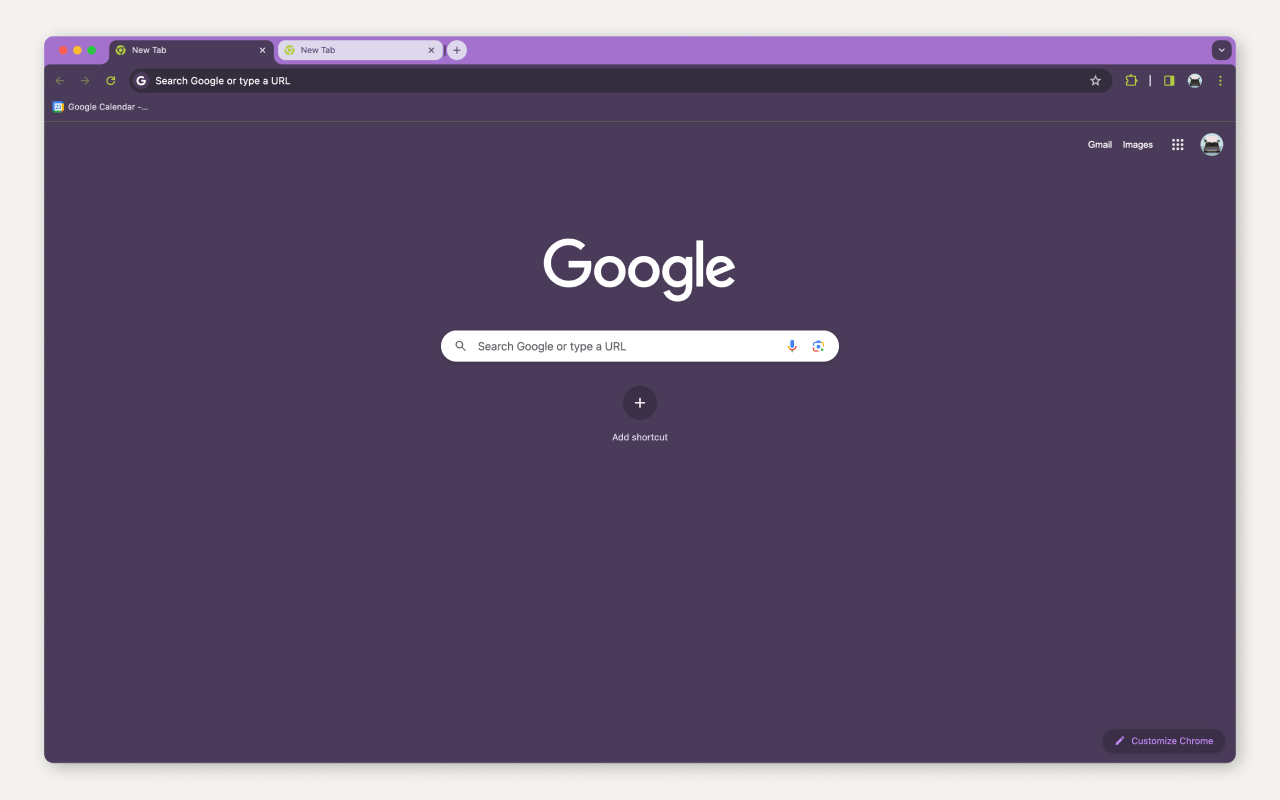 New Tab
New Tab
Search Google or type a URL
Google Calendar -...
Gmail Images
Google
Search Google or type a URL
Add shortcut
Customize Chrome